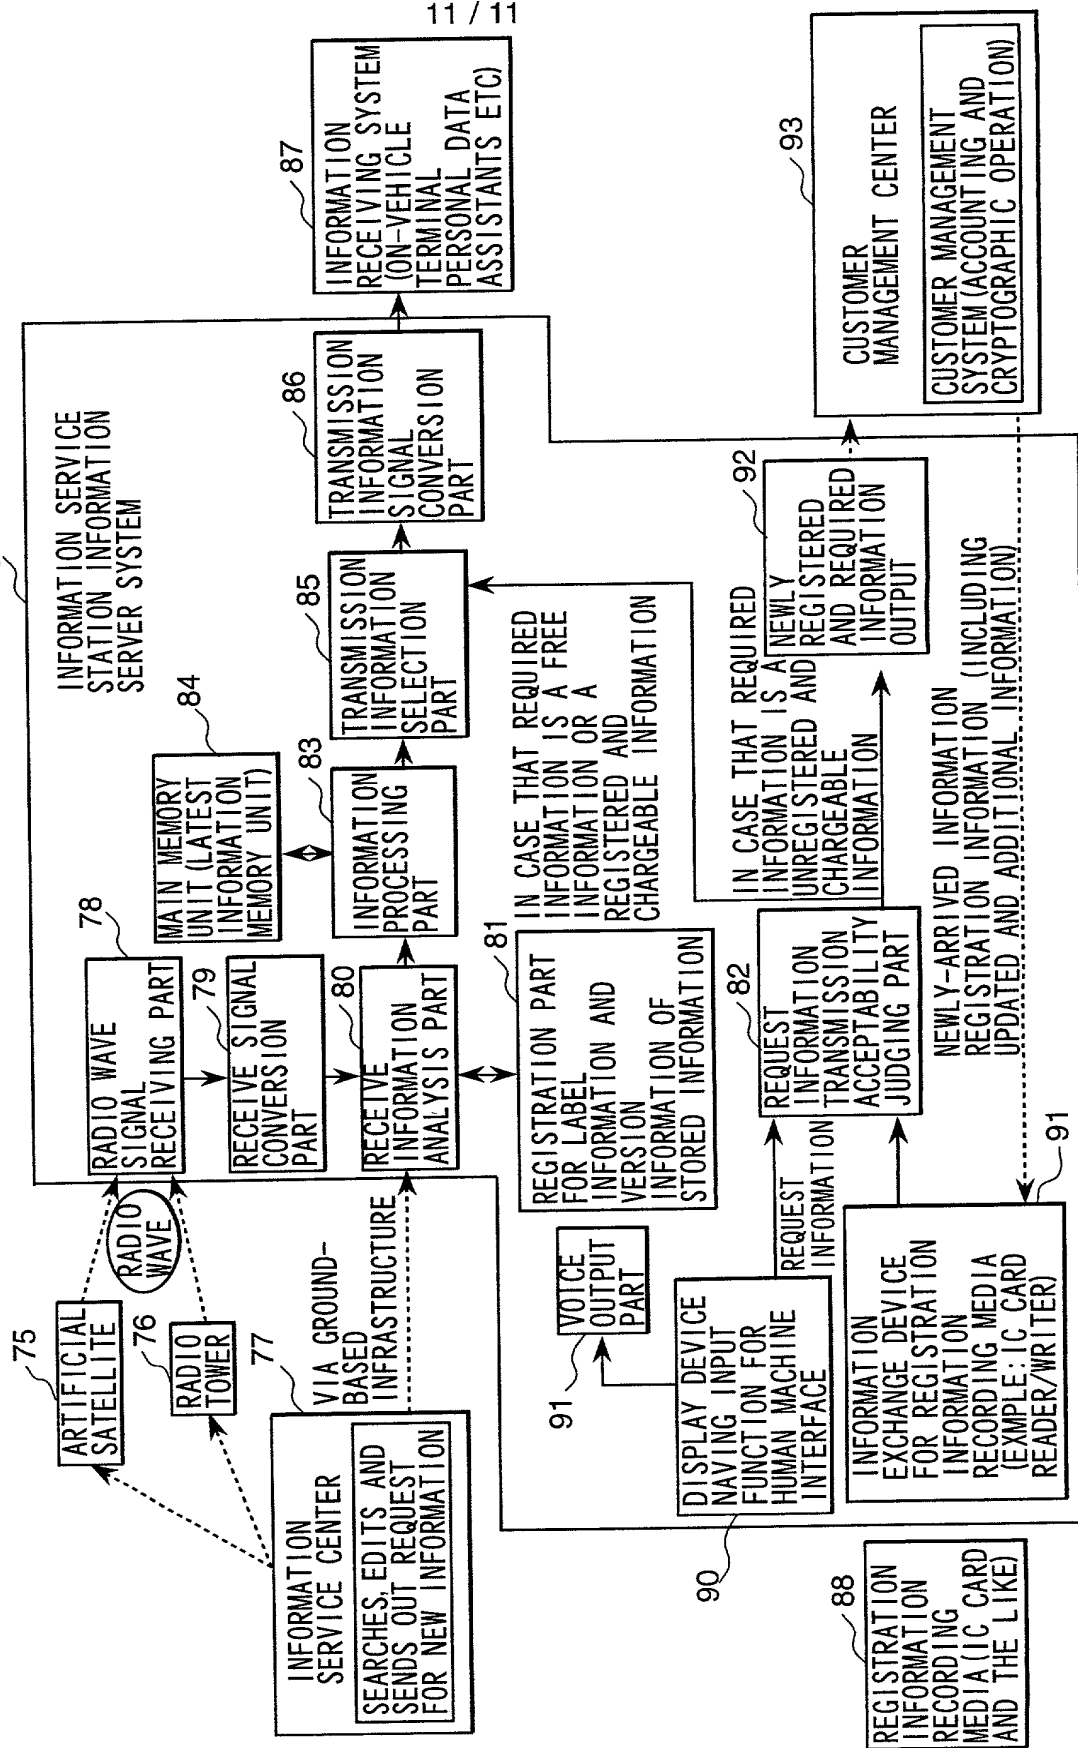 11 / 11
INFORMATION SERVICE
STATION INFORMATION
SERVER SYSTEM
75
ARTIFICIAL
SATELLITE
76
RADIO
TOWER
RADIO
WAVE
77
INFORMATION
SERVICE CENTER
SEARCHES, EDITS AND
SENDS OUT REQUEST
FOR NEW INFORMATION
VIA GROUND-
BASED
INFRASTRUCTURE
78
RADIO WAVE
SIGNAL
RECEIVING PART
79
RECEIVE SIGNAL
CONVERSION
PART
80
RECEIVE
INFORMATION
ANALYSIS PART
81
REGISTRATION PART
FOR LABEL
INFORMATION AND
VERSION
INFORMATION OF
STORED INFORMATION
83
INFORMATION
PROCESSING
PART
84
MAIN MEMORY
UNIT (LATEST
INFORMATION
MEMORY UNIT)
85
TRANSMISSION
INFORMATION
SELECTION
PART
86
TRANSMISSION
INFORMATION
SIGNAL
CONVERSION
PART
87
INFORMATION
RECEIVING SYSTEM
(ON-VEHICLE
TERMINAL
PERSONAL DATA
ASSISTANTS ETC)
IN CASE THAT REQUIRED
INFORMATION IS A FREE
INFORMATION OR A
REGISTERED AND
CHARGEABLE INFORMATION
91
VOICE
OUTPUT
PART
90
DISPLAY DEVICE
NAVING INPUT
FUNCTION FOR
HUMAN MACHINE
INTERFACE
REQUEST
INFORMATION
82
REQUEST
INFORMATION
TRANSMISSION
ACCEPTABILITY
JUDGING PART
IN CASE THAT REQUIRED
INFORMATION IS A
UNREGISTERED AND
CHARGEABLE
INFORMATION
92
NEWLY
REGISTERED
AND REQUIRED
INFORMATION
OUTPUT
93
CUSTOMER
MANAGEMENT CENTER
CUSTOMER MANAGEMENT
SYSTEM (ACCOUNTING AND
CRYPTOGRAPHIC OPERATION)
NEWLY-ARRIVED INFORMATION
REGISTRATION INFORMATION (INCLUDING
UPDATED AND ADDITIONAL INFORMATION)
91
INFORMATION
EXCHANGE DEVICE
FOR REGISTRATION
INFORMATION
RECORDING MEDIA
(EXMPLE: IC CARD
READER/WRITER)
88
REGISTRATION
INFORMATION
RECORDING
MEDIA (IC CARD
AND THE LIKE)